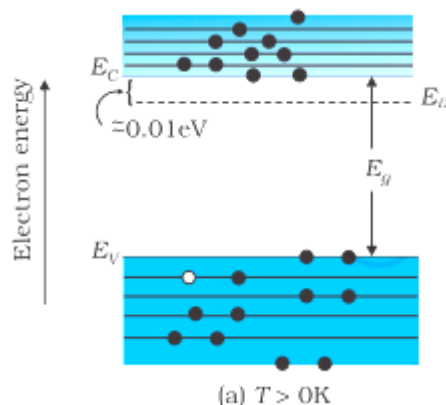 E_C
E_D
≈0.01eV
E_g
Electron energy
E_V
(a) T > 0K